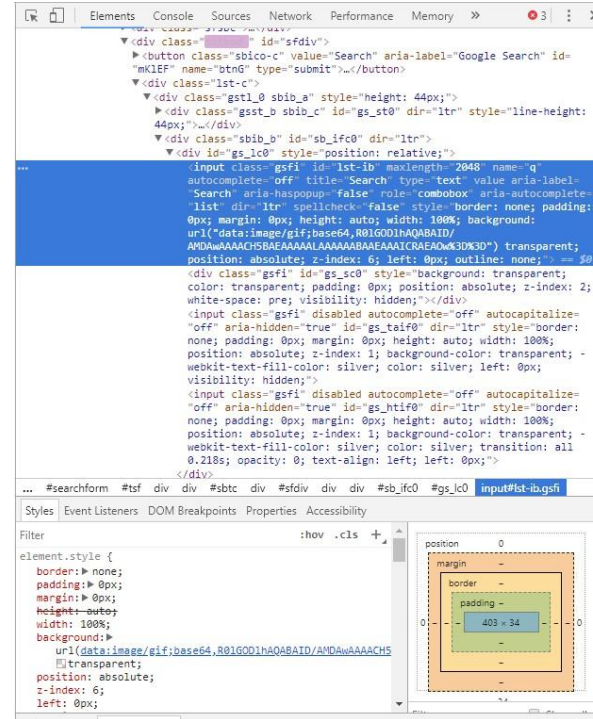 Elements Console Sources Network Performance Memory » 3
▼<div class=" " id="sfdiv">
▶<button class="sbico-c" value="Search" aria-label="Google Search" id=
"mKlEF" name="btnG" type="submit">…</button>
▼<div class="lst-c">
▼<div class="gstl_0 sbib_a" style="height: 44px;">
▶<div class="gsst_b sbib_c" id="gs_st0" dir="ltr" style="line-height:
44px;">…</div>
▼<div class="sbib_b" id="sb_ifc0" dir="ltr">
▼<div id="gs_lc0" style="position: relative;">
... <input class="gsfi" id="lst-ib" maxlength="2048" name="q"
autocomplete="off" title="Search" type="text" value aria-label=
"Search" aria-haspopup="false" role="combobox" aria-autocomplete=
"list" dir="ltr" spellcheck="false" style="border: none; padding:
0px; margin: 0px; height: auto; width: 100%; background:
url("data:image/gif;base64,R0lGODlhAQABAID/
AMDAwAAAACH5BAEAAAAALAAAAAABAAEAAAICRAEAOw%3D%3D") transparent;
position: absolute; z-index: 6; left: 0px; outline: none;"> == $0
<div class="gsfi" id="gs_sc0" style="background: transparent;
color: transparent; padding: 0px; position: absolute; z-index: 2;
white-space: pre; visibility: hidden;"></div>
<input class="gsfi" disabled autocomplete="off" autocapitalize=
"off" aria-hidden="true" id="gs_taif0" dir="ltr" style="border:
none; padding: 0px; margin: 0px; height: auto; width: 100%;
position: absolute; z-index: 1; background-color: transparent; -
webkit-text-fill-color: silver; color: silver; left: 0px;
visibility: hidden;">
<input class="gsfi" disabled autocomplete="off" autocapitalize=
"off" aria-hidden="true" id="gs_htif0" dir="ltr" style="border:
none; padding: 0px; margin: 0px; height: auto; width: 100%;
position: absolute; z-index: 1; background-color: transparent; -
webkit-text-fill-color: silver; color: silver; transition: all
0.218s; opacity: 0; text-align: left; left: 0px;">
</div>
... #searchform #tsf div div #sbtc div #sfdiv div div #sb_ifc0 #gs_lc0 input#lst-ib.gsfi
Styles Event Listeners DOM Breakpoints Properties Accessibility
Filter :hov .cls +
element.style {
border:▶ none;
padding:▶ 0px;
margin:▶ 0px;
height: auto;
width: 100%;
background:▶
url(data:image/gif;base64,R0lGODlhAQABAID/AMDAwAAAACH5
transparent;
position: absolute;
z-index: 6;
left: 0px;
position 0
margin -
border -
padding -
0 - - - 403 × 34 - - - 0
-
-
-